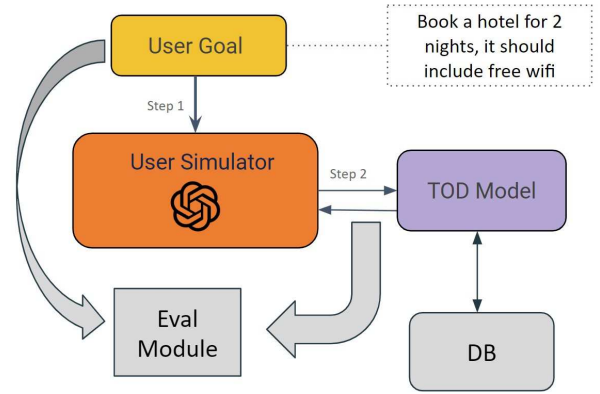 User Goal
Book a hotel for 2
nights, it should
include free wifi
Step 1
User Simulator
Step 2
TOD Model
Eval
Module
DB